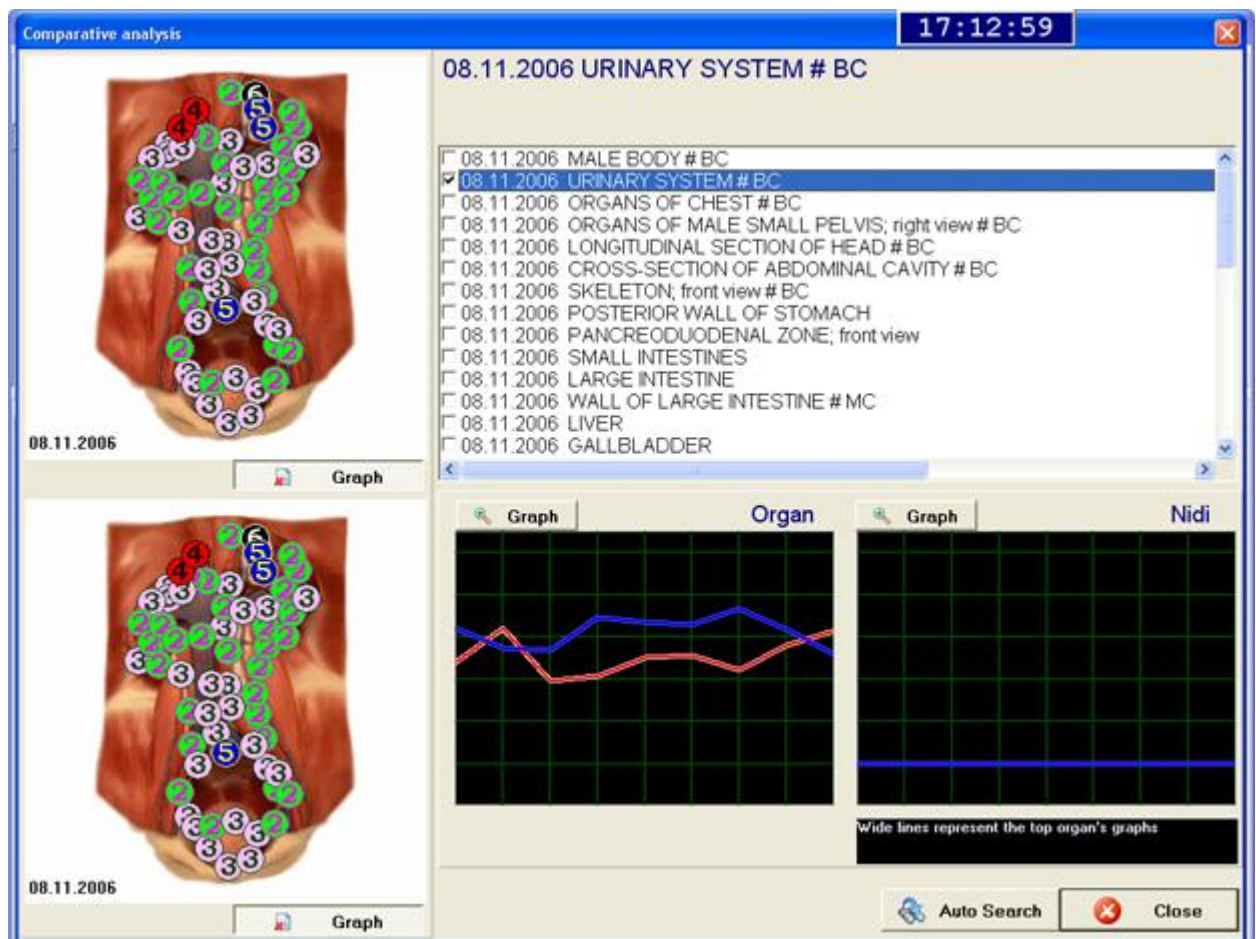 17:12:59
Comparative analysis
08.11.2006 URINARY SYSTEM # BC
08.11.2006 MALE BODY # BC
08.11.2006 URINARY SYSTEM # BC
08.11.2006 ORGANS OF CHEST # BC
08.11.2006 ORGANS OF MALE SMALL PELVIS; right view # BC
08.11.2006 LONGITUDINAL SECTION OF HEAD # BC
08.11.2006 CROSS-SECTION OF ABDOMINAL CAVITY # BC
08.11.2006 SKELETON; front view # BC
08.11.2006 POSTERIOR WALL OF STOMACH
08.11.2006 PANCREODUODENAL ZONE; front view
08.11.2006 SMALL INTESTINES
08.11.2006 LARGE INTESTINE
08.11.2006 WALL OF LARGE INTESTINE # MC
08.11.2006 LIVER
08.11.2006 GALLBLADDER
08.11.2006
Graph
Graph Organ
Graph Nidi
Wide lines represent the top organ's graphs
08.11.2006
Graph
Auto Search
Close